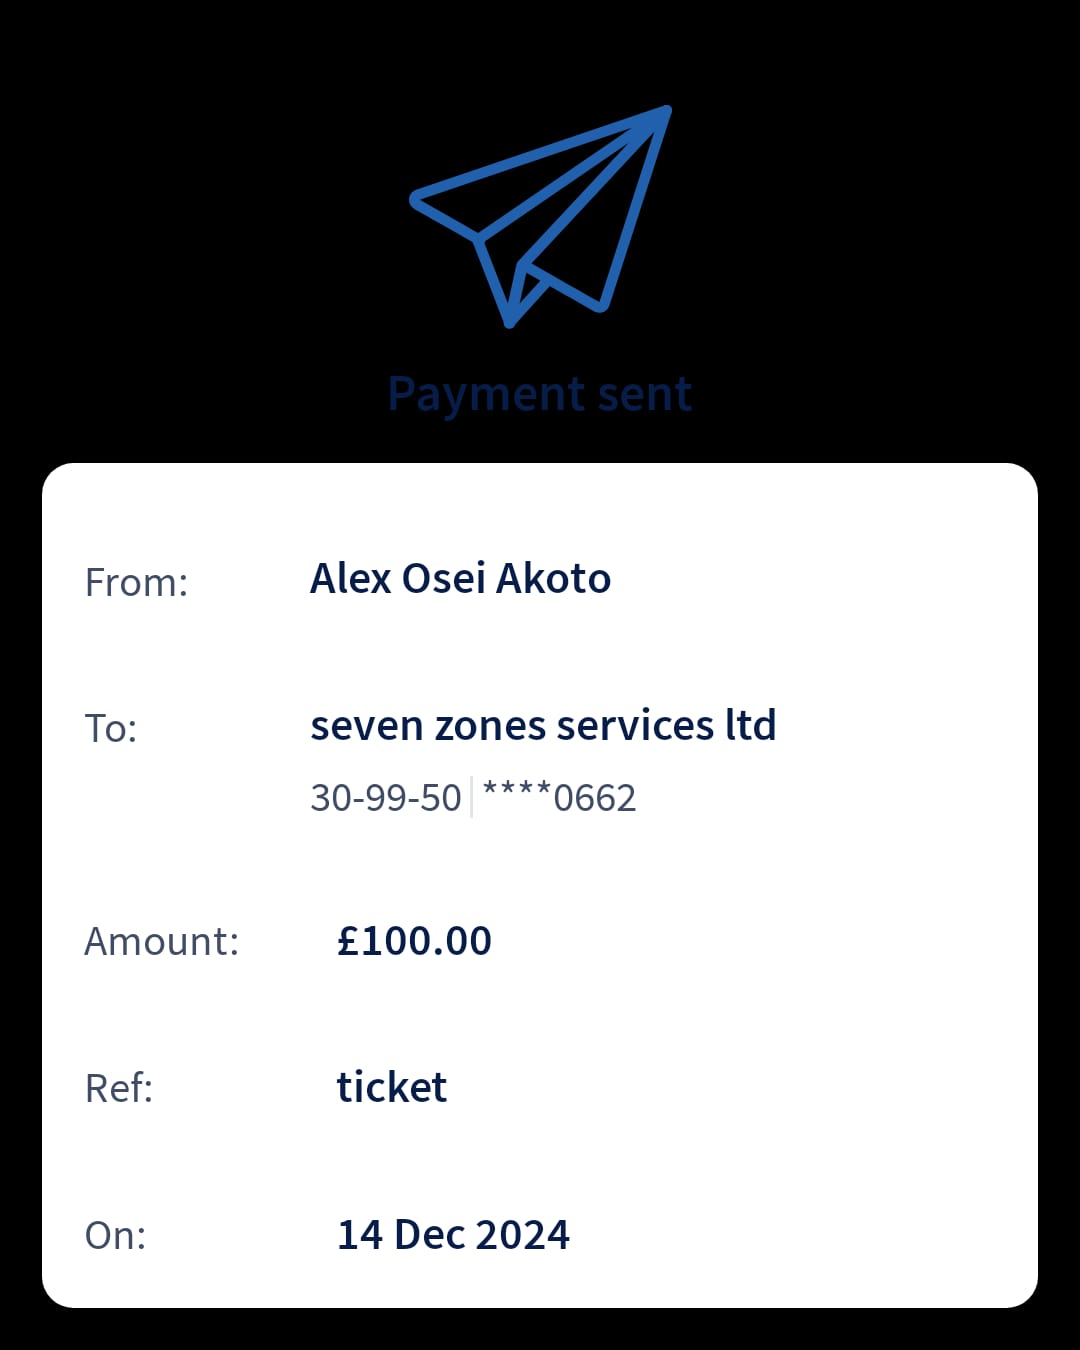 Payment sent
From: Alex Osei Akoto
To: seven zones services ltd
30-99-50 ****0662
Amount: £100.00
Ref: ticket
On: 14 Dec 2024